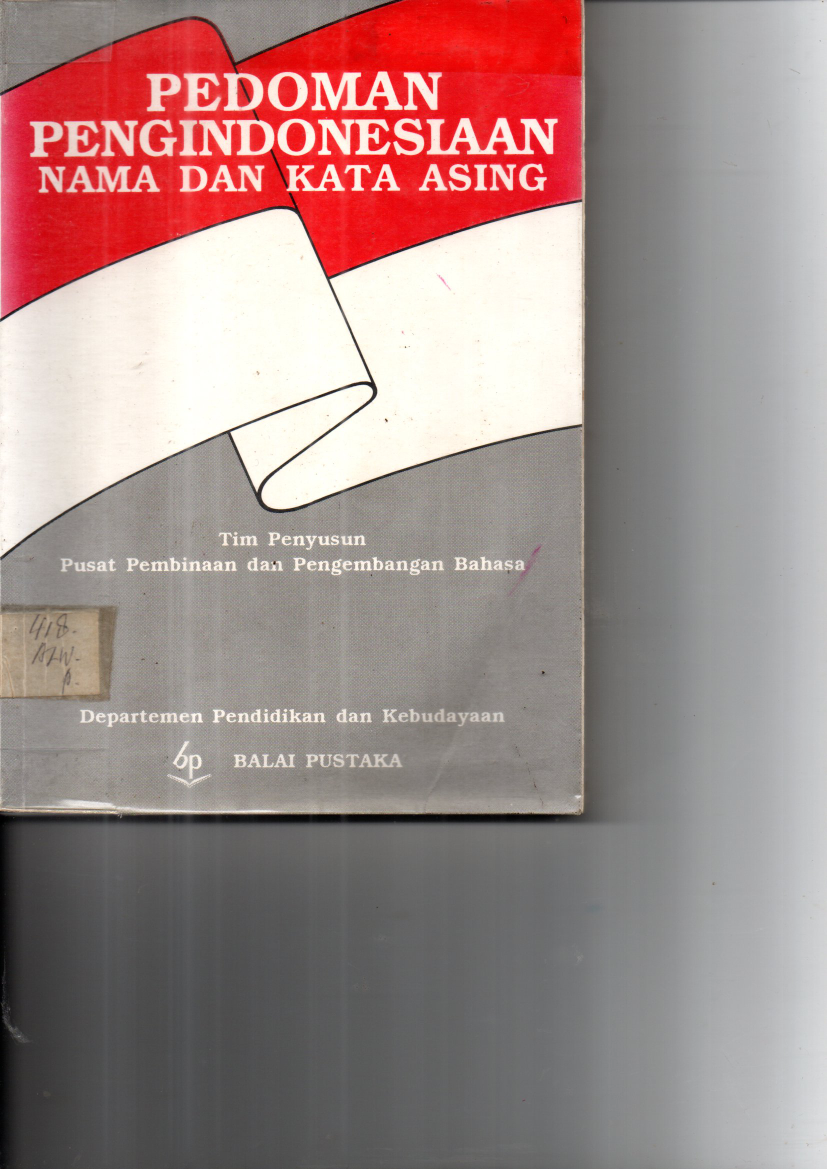 PEDOMAN
PENGINDONESIAAN
NAMA DAN KATA ASING
Tim Penyusun
Pusat Pembinaan dan Pengembangan Bahasa
418.
ALW.
p.
Departemen Pendidikan dan Kebudayaan
bp BALAI PUSTAKA